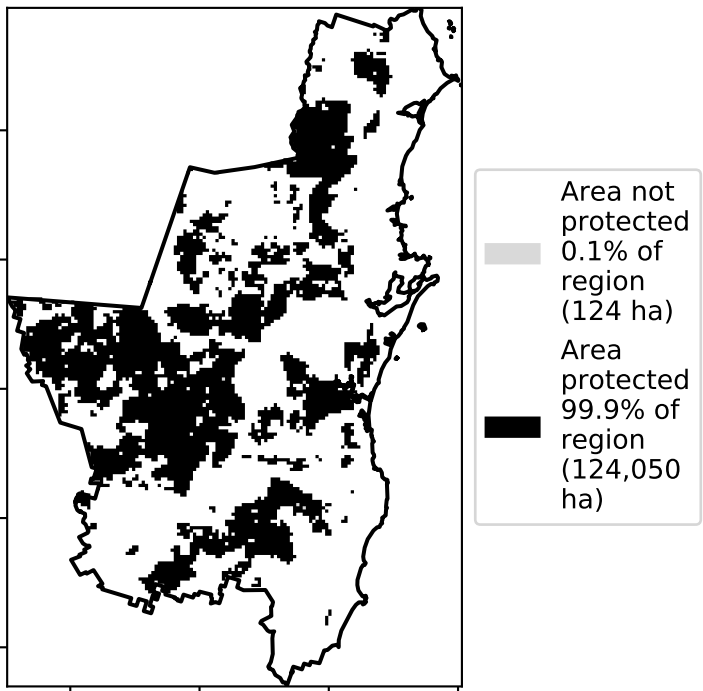 Area not
protected
0.1% of
region
(124 ha)
Area
protected
99.9% of
region
(124,050
ha)